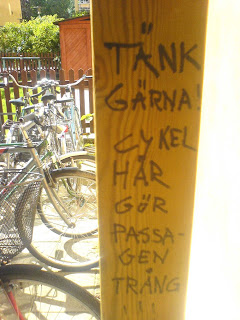 TÄNK
GÄRNA!
CYKEL
HÄR
GÖR
PASSA-
GEN
TRÅNG
!!!